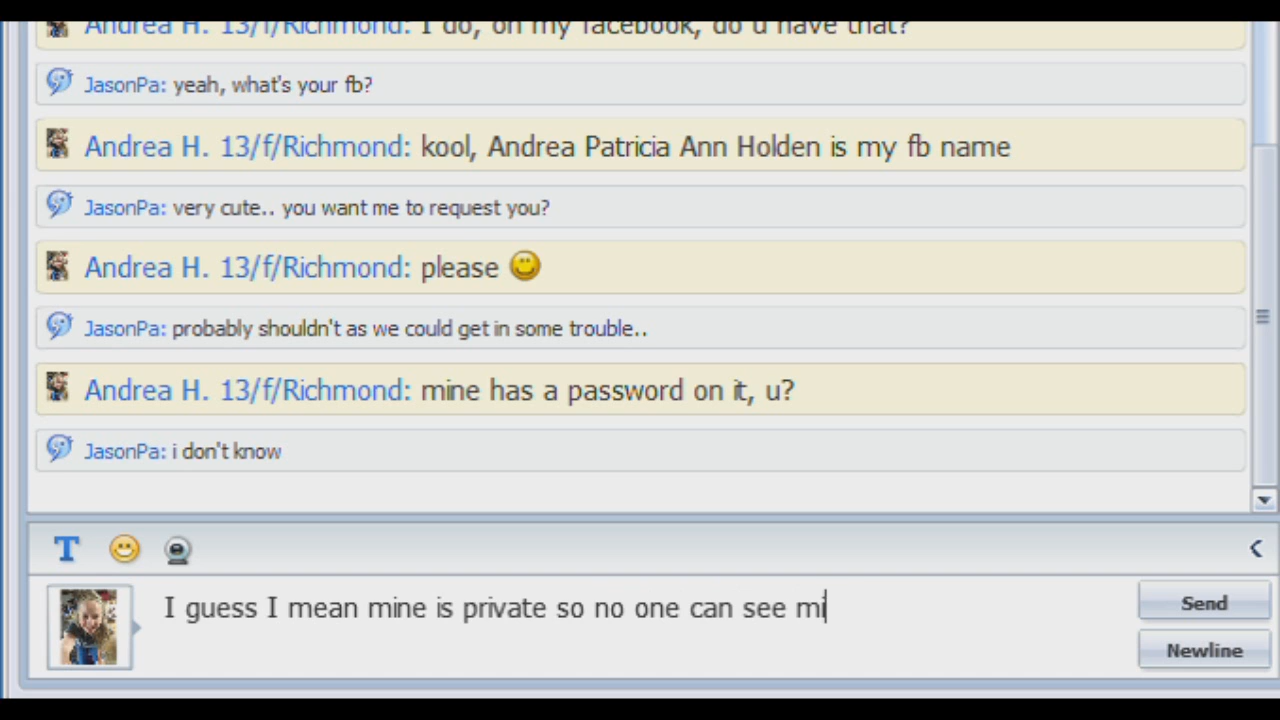 Andrea H. 13/f/Richmond: I do, on my facebook, do u have that?
JasonPa: yeah, what's your fb?
Andrea H. 13/f/Richmond: kool, Andrea Patricia Ann Holden is my fb name
JasonPa: very cute.. you want me to request you?
Andrea H. 13/f/Richmond: please
JasonPa: probably shouldn't as we could get in some trouble..
Andrea H. 13/f/Richmond: mine has a password on it, u?
JasonPa: i don't know
T
I guess I mean mine is private so no one can see mi
Send
Newline